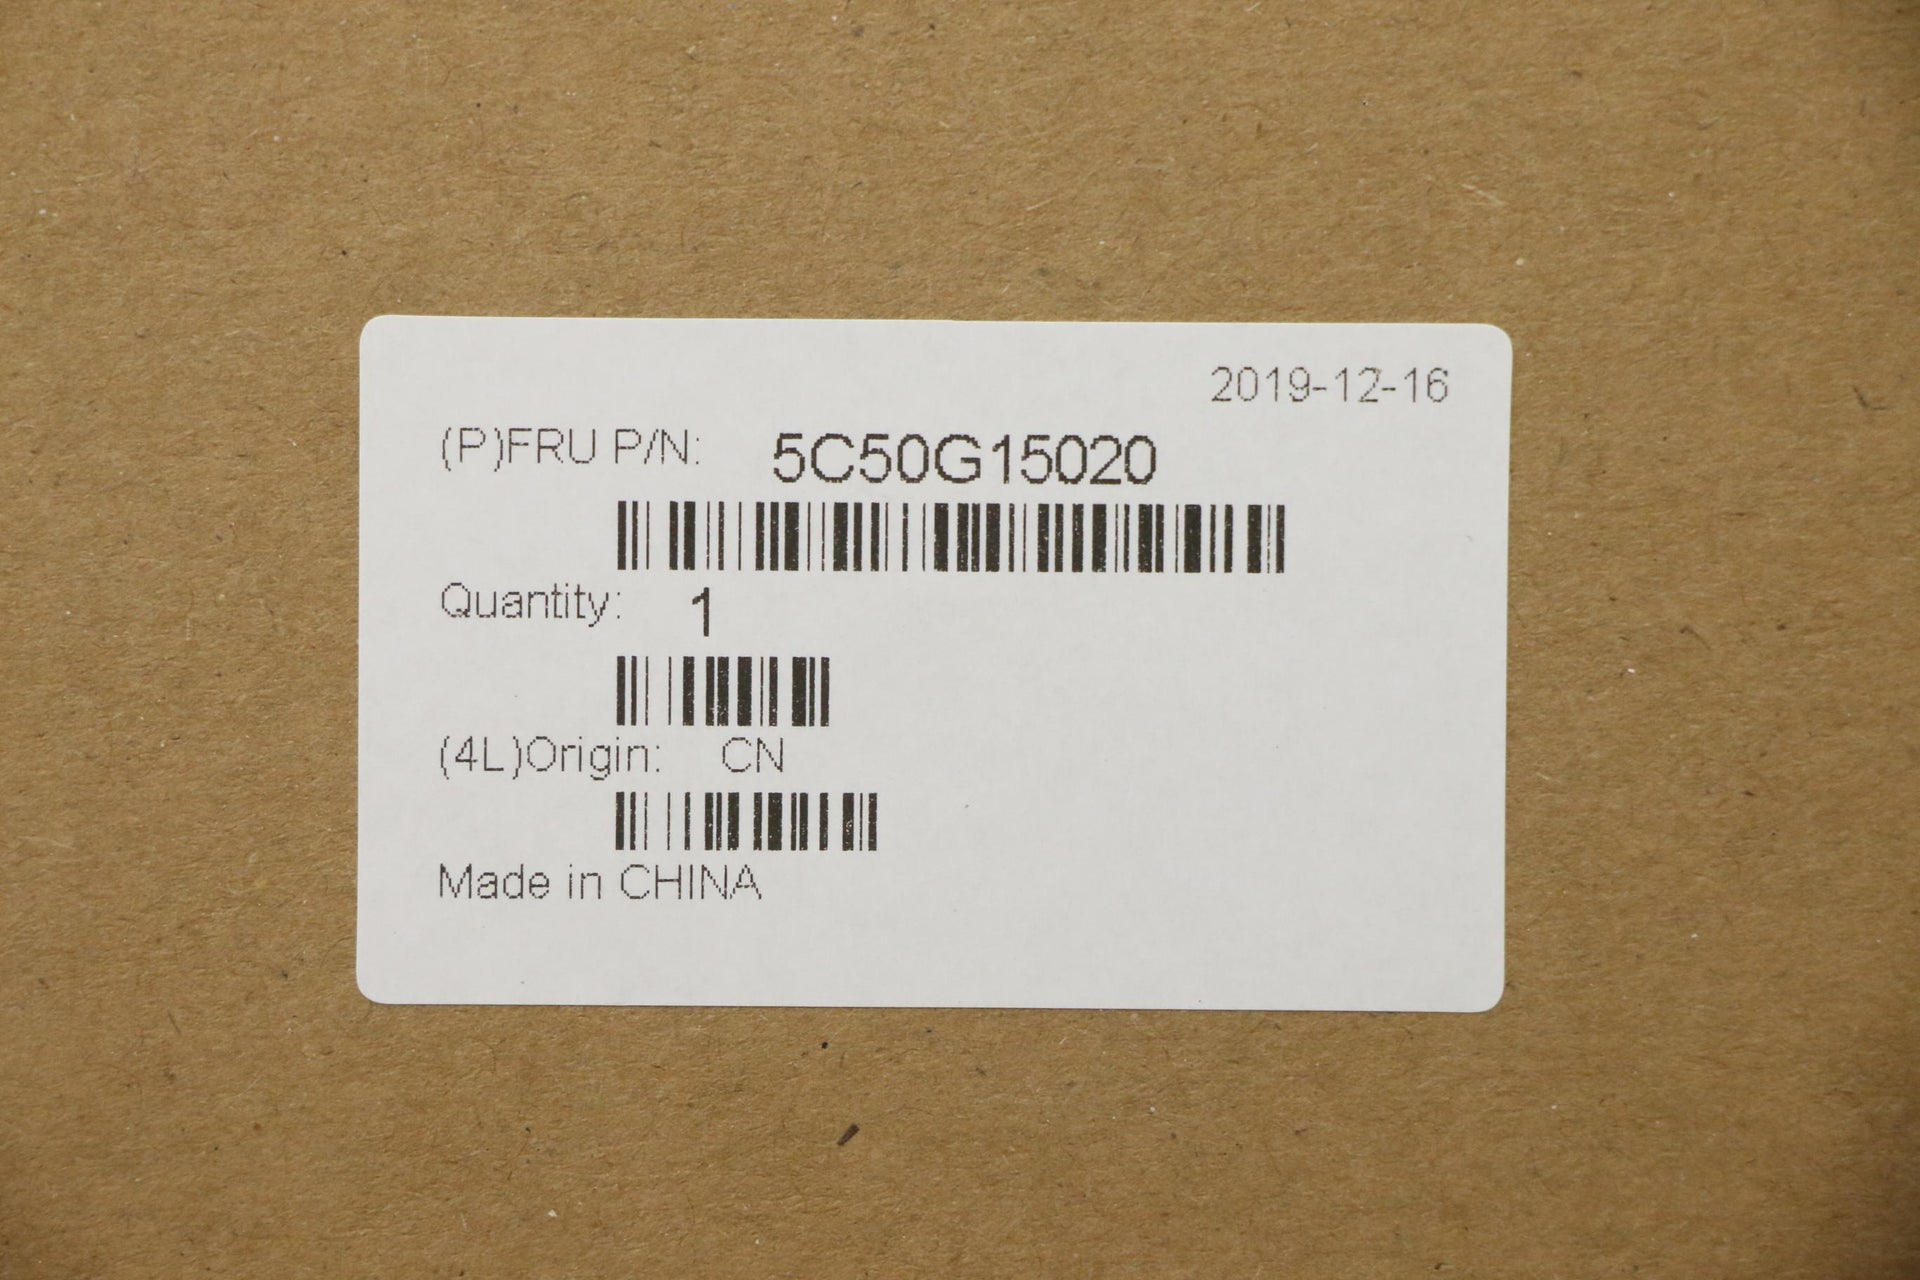 2019-12-16
(P)FRU P/N: 5C50G15020
Quantity: 1
(4L)Origin: CN
Made in CHINA